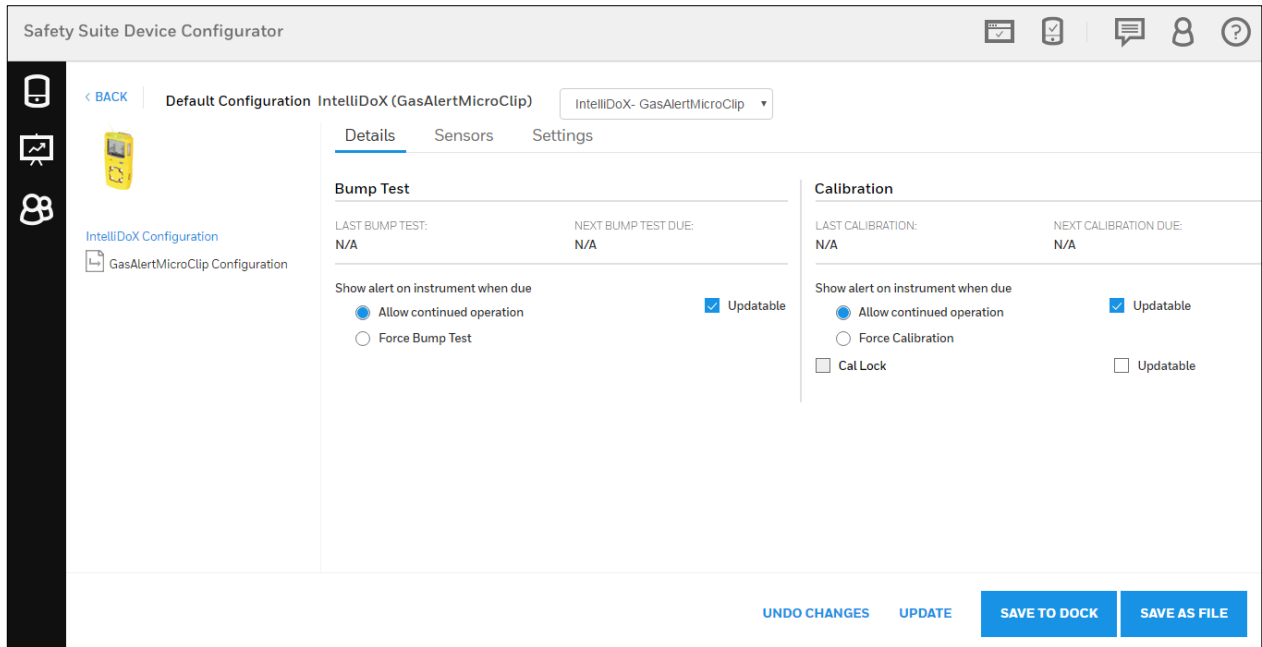 Safety Suite Device Configurator
< BACK
Default Configuration IntelliDoX (GasAlertMicroClip)
IntelliDoX- GasAlertMicroClip
Details Sensors Settings
IntelliDoX Configuration
GasAlertMicroClip Configuration
Bump Test
LAST BUMP TEST: NEXT BUMP TEST DUE:
N/A N/A
Show alert on instrument when due
Allow continued operation Updatable
Force Bump Test
Calibration
LAST CALIBRATION: NEXT CALIBRATION DUE:
N/A N/A
Show alert on instrument when due
Allow continued operation Updatable
Force Calibration
Cal Lock Updatable
UNDO CHANGES UPDATE SAVE TO DOCK SAVE AS FILE